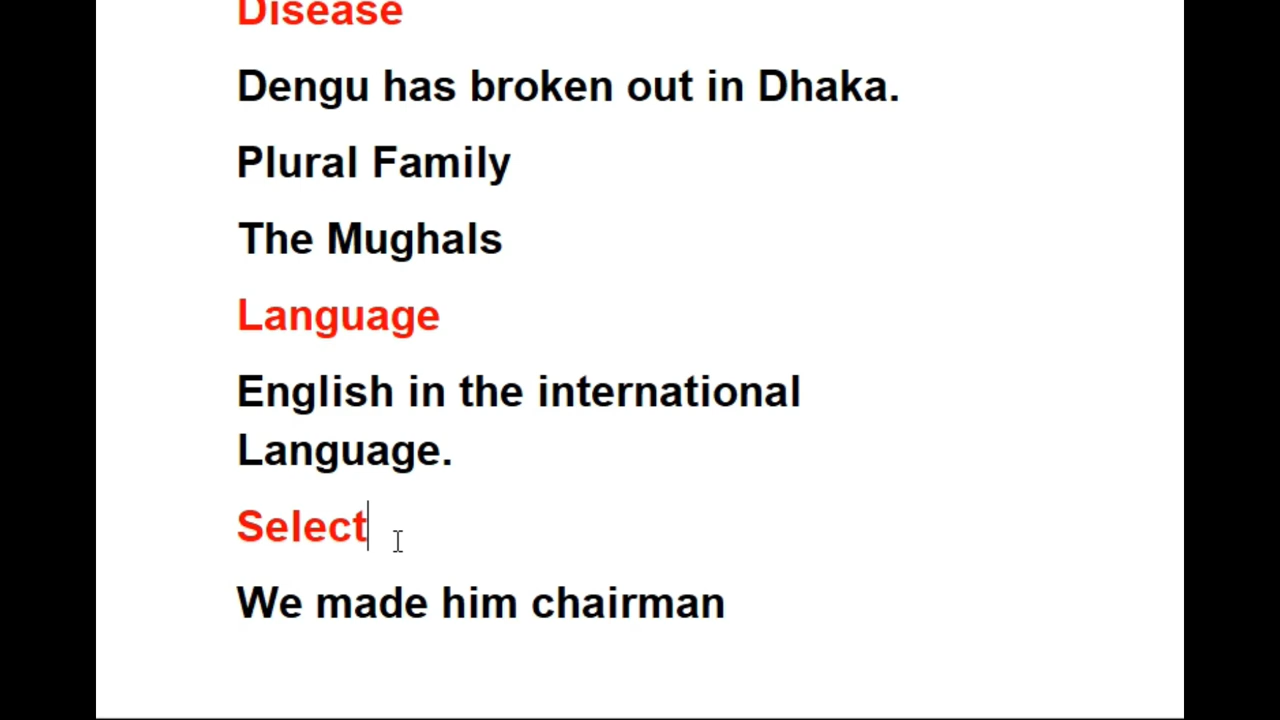 Disease
Dengu has broken out in Dhaka.
Plural Family
The Mughals
Language
English in the international
Language.
Select
We made him chairman